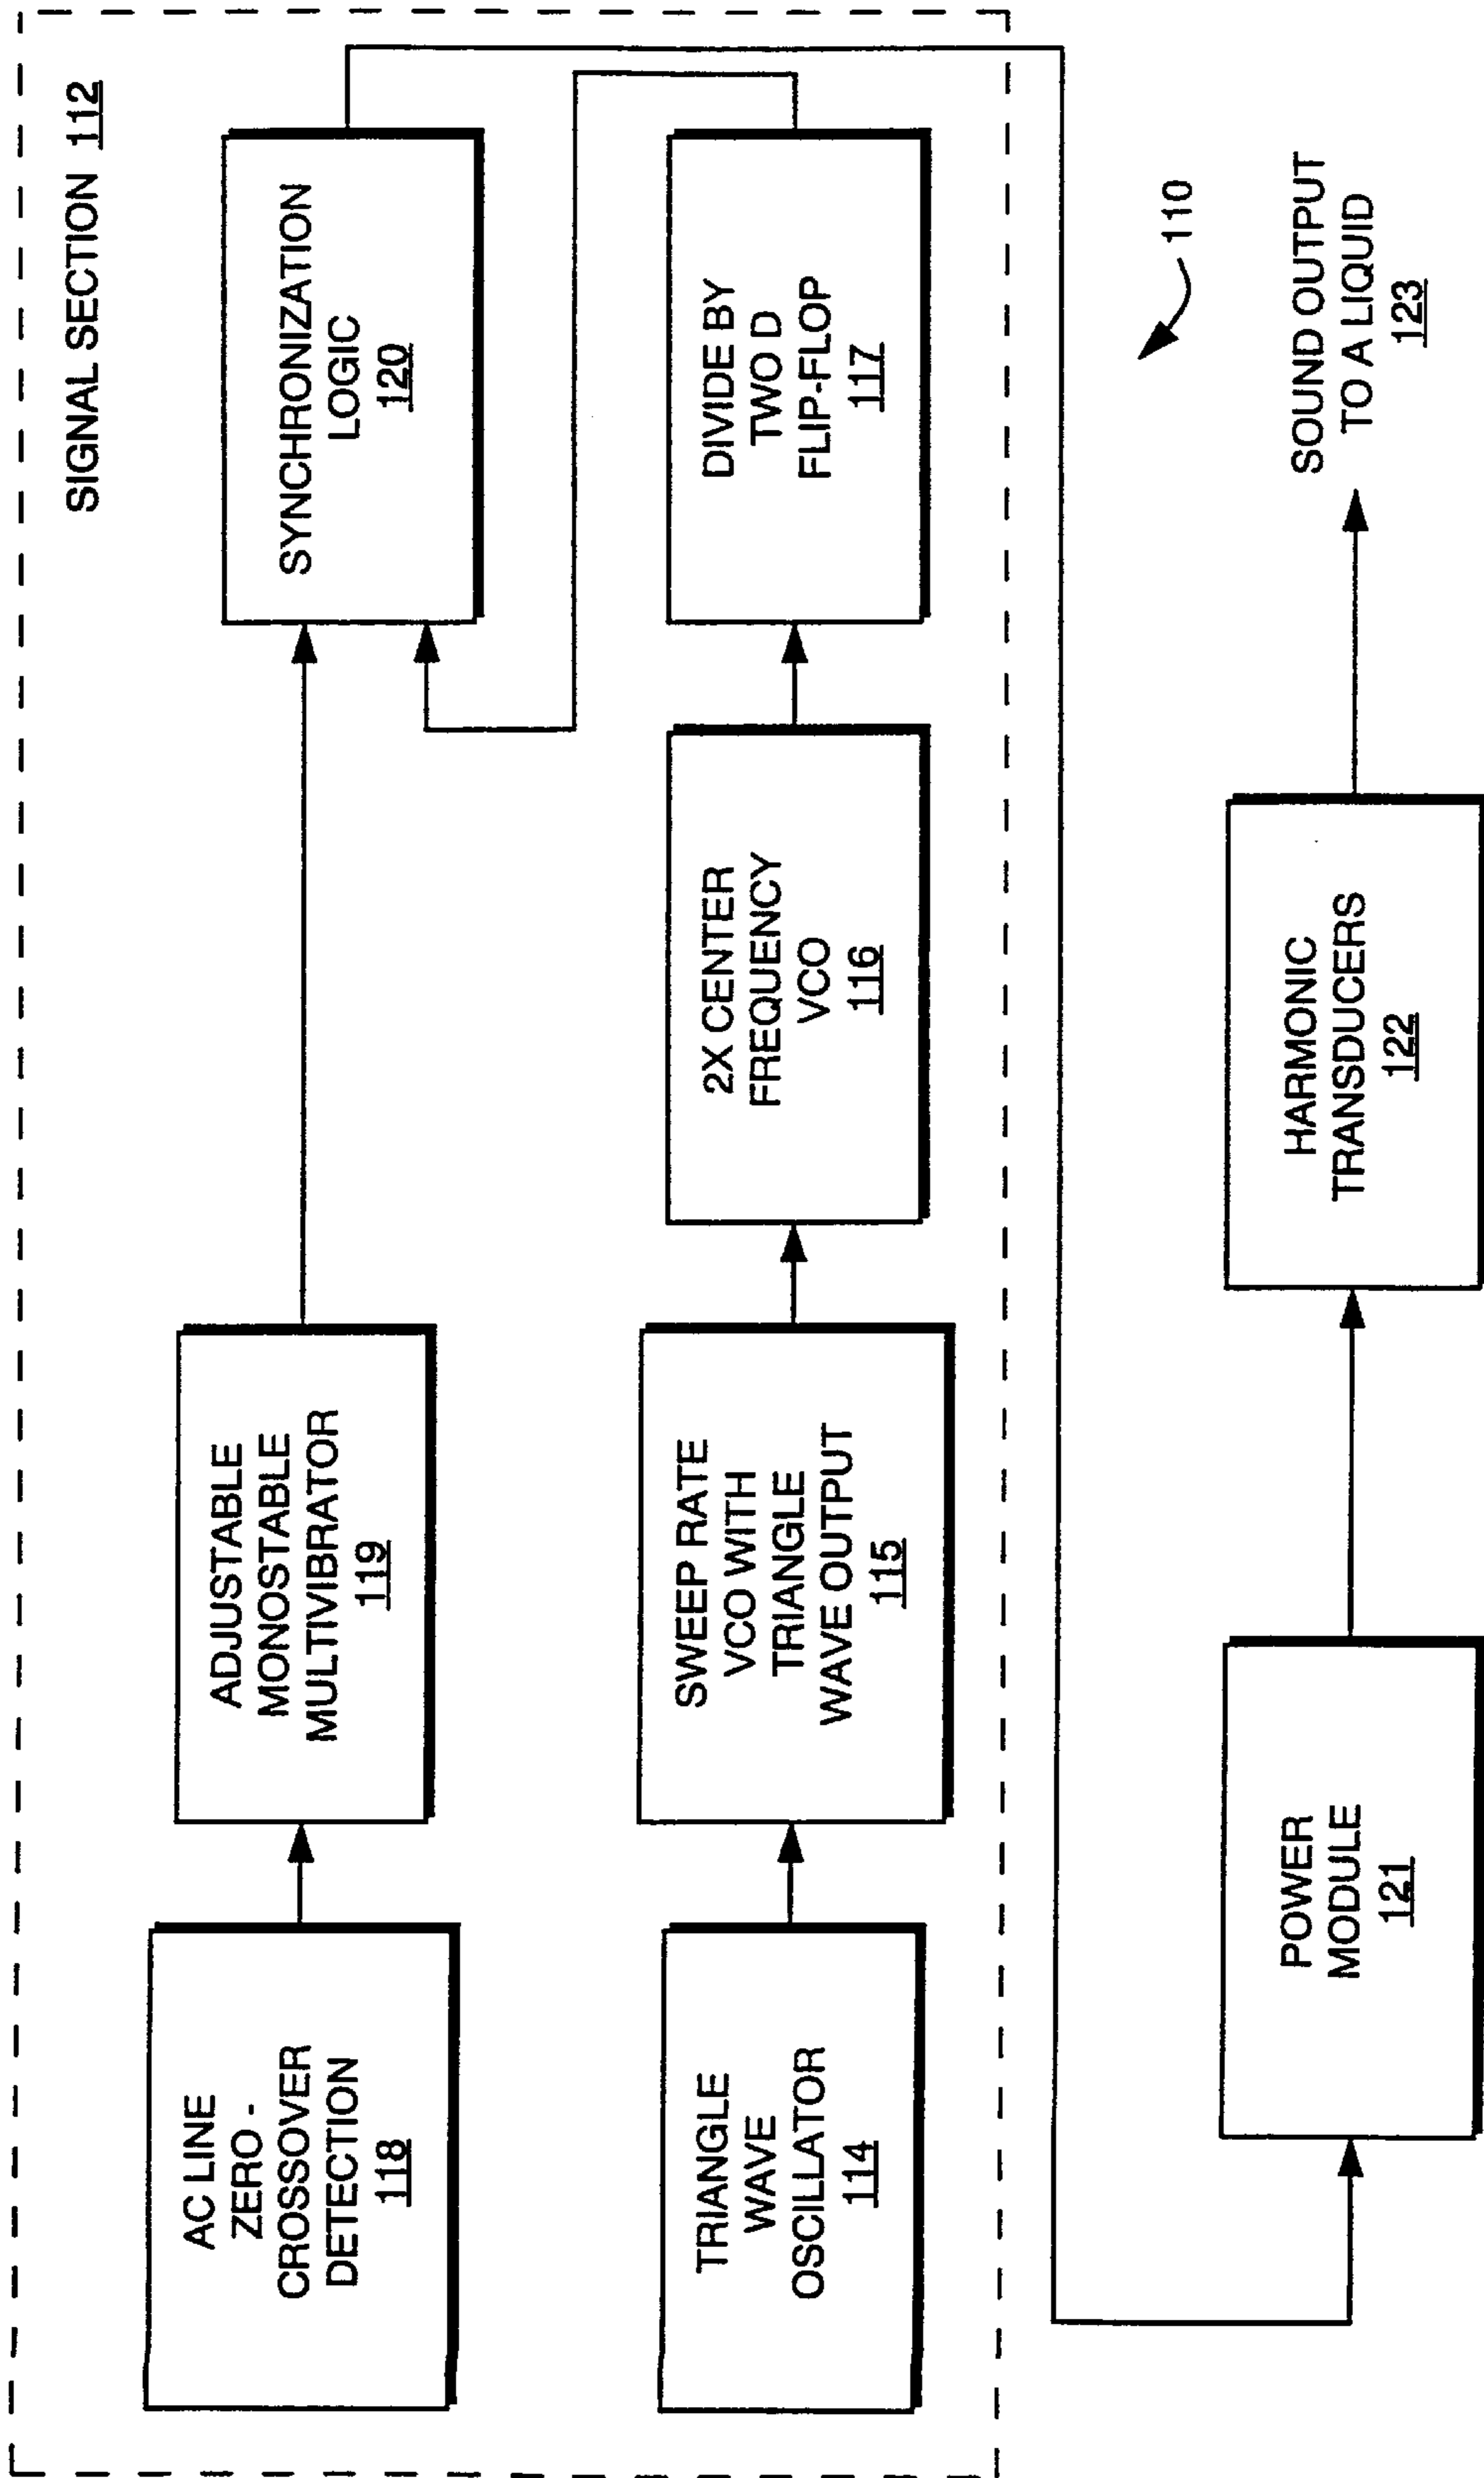 SIGNAL SECTION 112
AC LINE
ZERO -
CROSSOVER
DETECTION
118
ADJUSTABLE
MONOSTABLE
MULTIVIBRATOR
119
SYNCHRONIZATION
LOGIC
120
TRIANGLE
WAVE
OSCILLATOR
114
SWEEP RATE
VCO WITH
TRIANGLE
WAVE OUTPUT
115
2X CENTER
FREQUENCY
VCO
116
DIVIDE BY
TWO D
FLIP-FLOP
117
110
POWER
MODULE
121
HARMONIC
TRANSDUCERS
122
SOUND OUTPUT
TO A LIQUID
123